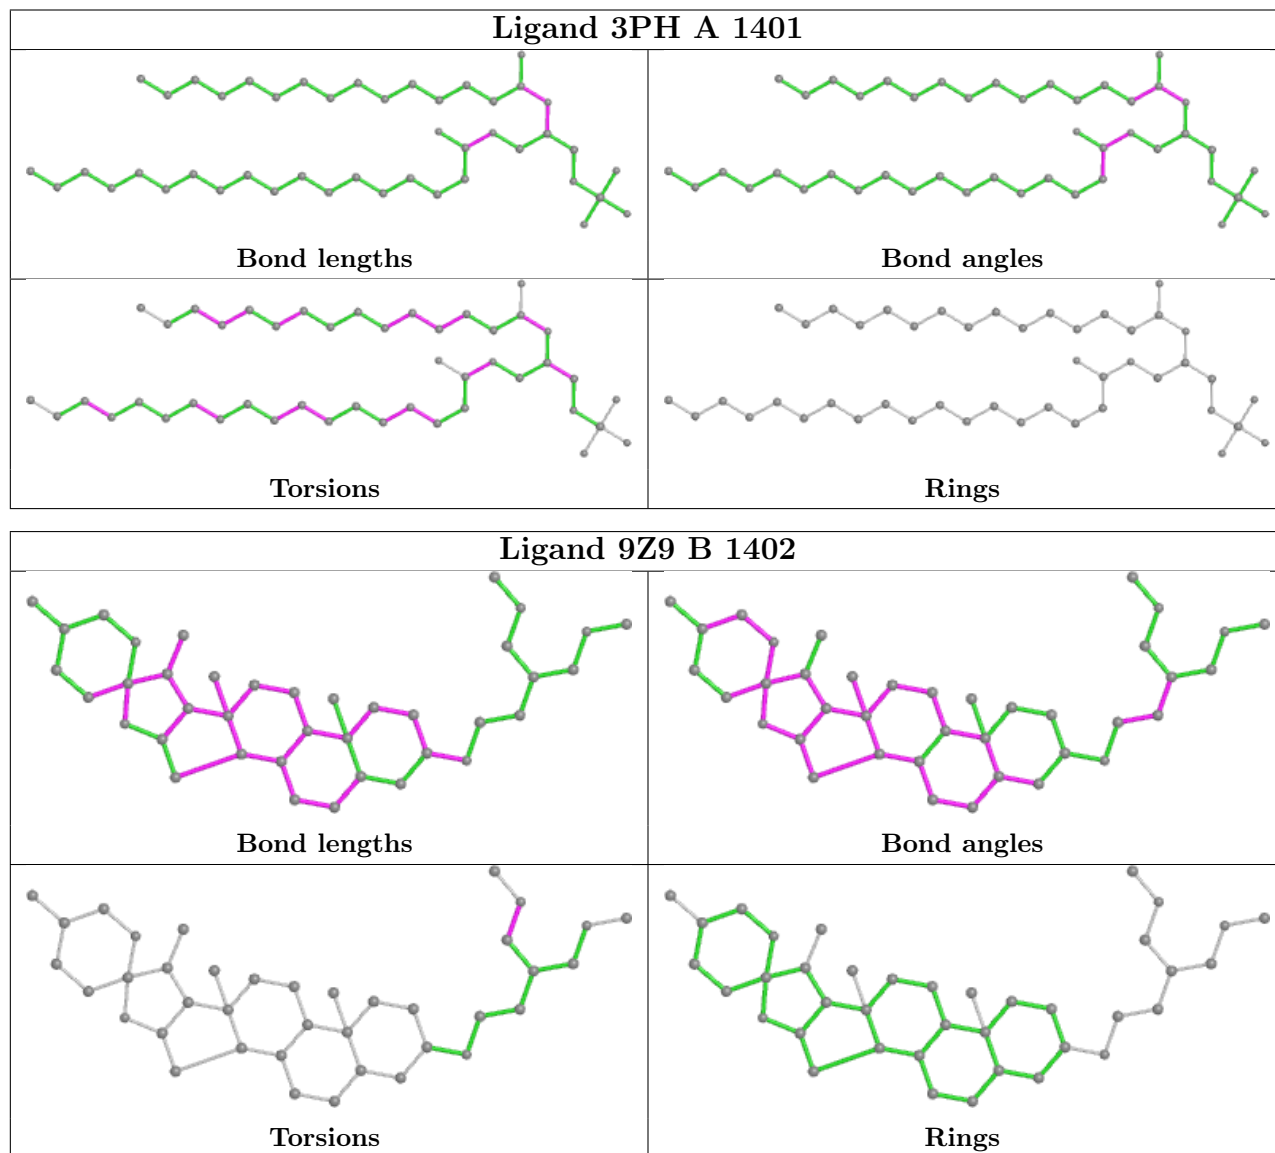 Ligand 3PH A 1401
Bond lengths
Bond angles
Torsions
Rings
Ligand 9Z9 B 1402
Bond lengths
Bond angles
Torsions
Rings